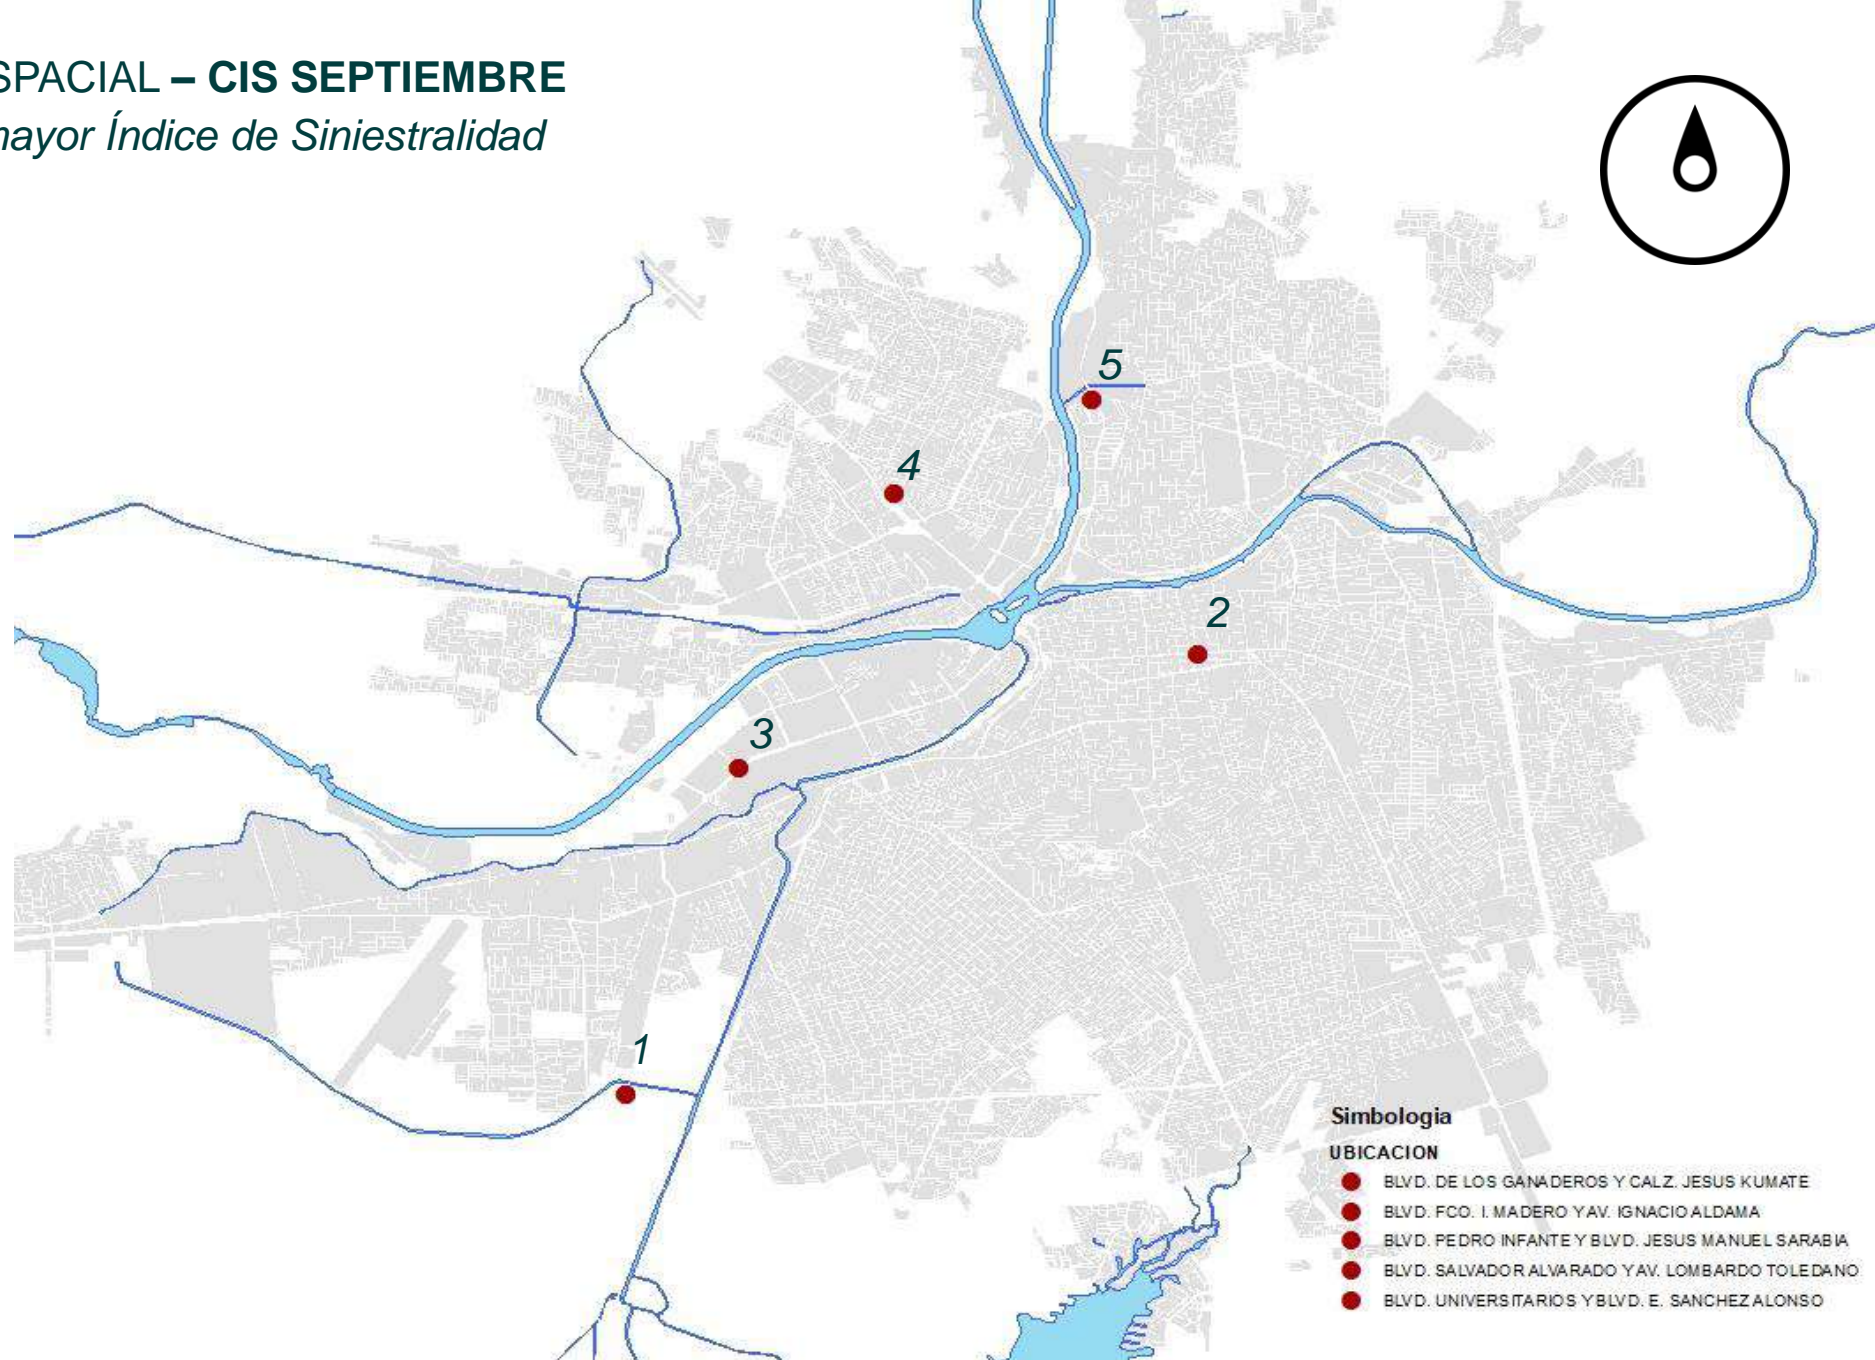 SPACIAL – CIS SEPTIEMBRE
mayor Índice de Siniestralidad
5
4
2
3
1
Simbologia
UBICACION
BLVD. DE LOS GANADEROS Y CALZ. JESUS KUMATE
BLVD. FCO. I. MADERO Y AV. IGNACIO ALDAMA
BLVD. PEDRO INFANTE Y BLVD. JESUS MANUEL SARABIA
BLVD. SALVADOR ALVARADO Y AV. LOMBARDO TOLEDANO
BLVD. UNIVERSITARIOS Y BLVD. E. SANCHEZ ALONSO